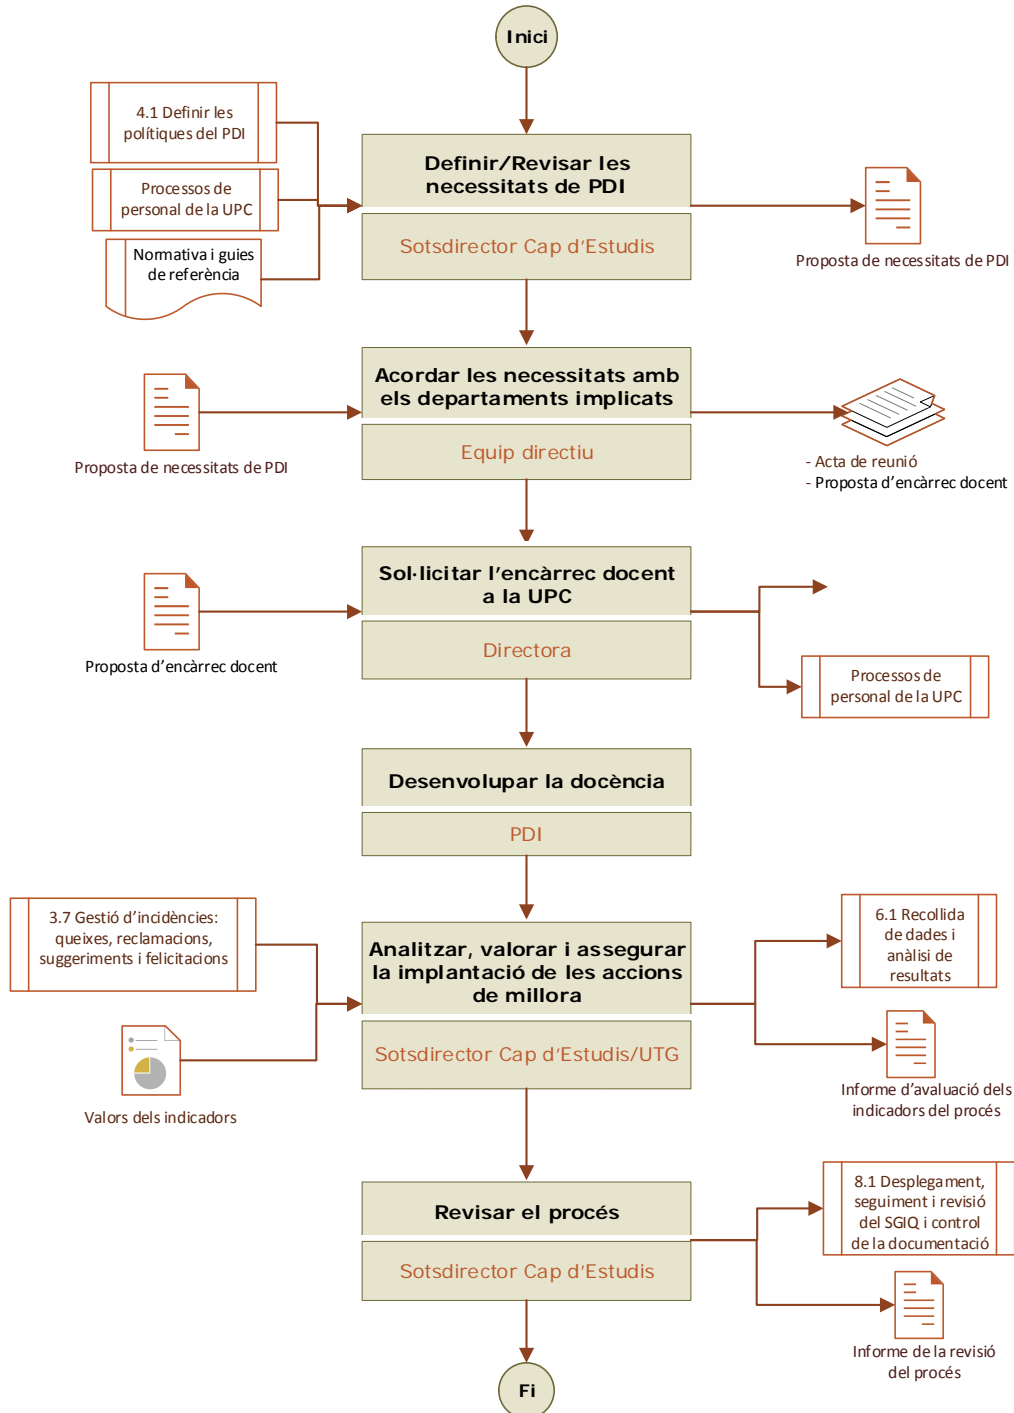 Inici
4.1 Definir les
polítiques del PDI
Processos de
personal de la UPC
Normativa i guies
de referència
Definir/Revisar les
necessitats de PDI
Sotsdirector Cap d'Estudis
Proposta de necessitats de PDI
Proposta de necessitats de PDI
Acordar les necessitats amb
els departaments implicats
Equip directiu
- Acta de reunió
- Proposta d'encàrrec docent
Proposta d'encàrrec docent
Sol·licitar l'encàrrec docent
a la UPC
Directora
Processos de
personal de la UPC
Desenvolupar la docència
PDI
3.7 Gestió d'incidències:
queixes, reclamacions,
suggeriments i felicitacions
Valors dels indicadors
Analitzar, valorar i assegurar
la implantació de les accions
de millora
Sotsdirector Cap d'Estudis/UTG
6.1 Recollida
de dades i
anàlisi de
resultats
Informe d'avaluació dels
indicadors del procés
Revisar el procés
Sotsdirector Cap d'Estudis
8.1 Desplegament,
seguiment i revisió
del SGIQ i control
de la documentació
Informe de la revisió
del procés
Fi